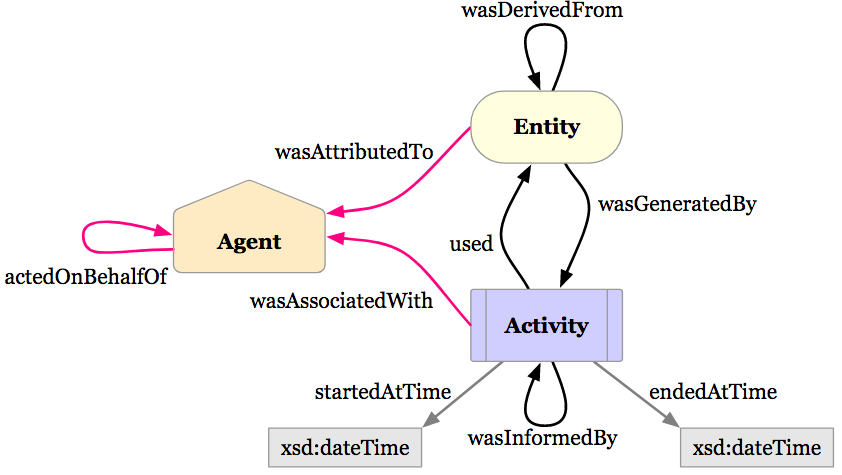 wasDerivedFrom
Entity
wasAttributedTo
wasGeneratedBy
Agent
used
actedOnBehalfOf
wasAssociatedWith
Activity
startedAtTime
endedAtTime
wasInformedBy
xsd:dateTime
xsd:dateTime